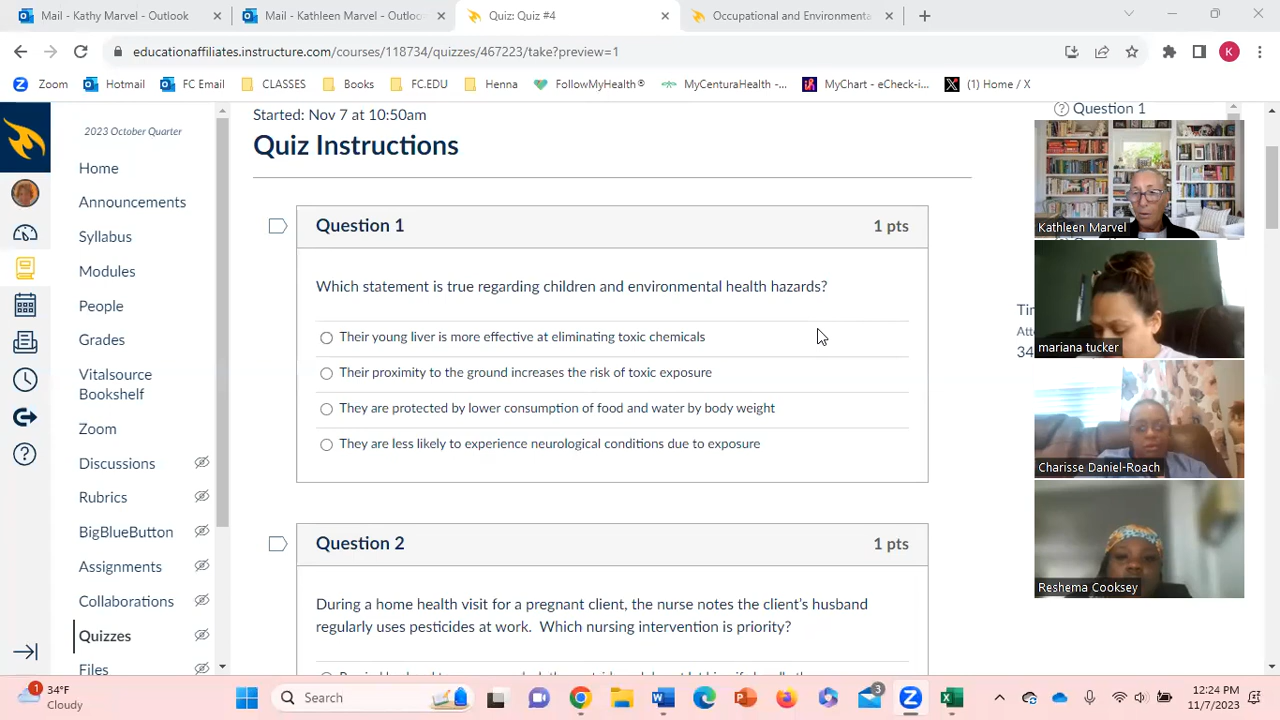 Mail - Kathy Marvel - Outlook
Mail - Kathleen Marvel - Outloo
Quiz: Quiz #4
Occupational and Environmenta
educationaffiliates.instructure.com/courses/118734/quizzes/467223/take?preview=1
K
Zoom
Hotmail
FC Email
CLASSES
Books
FC.EDU
Henna
FollowMyHealth®
MyCenturaHealth -...
MyChart - eCheck-i...
(1) Home / X
2023 October Quarter
Home
Announcements
Syllabus
Modules
People
Grades
Vitalsource
Bookshelf
Zoom
Discussions
Rubrics
BigBlueButton
Assignments
Collaborations
Quizzes
Files
Started: Nov 7 at 10:50am
Quiz Instructions
Question 1
1 pts
Which statement is true regarding children and environmental health hazards?
Their young liver is more effective at eliminating toxic chemicals
Their proximity to the ground increases the risk of toxic exposure
They are protected by lower consumption of food and water by body weight
They are less likely to experience neurological conditions due to exposure
Question 2
1 pts
During a home health visit for a pregnant client, the nurse notes the client's husband
regularly uses pesticides at work. Which nursing intervention is priority?
Question 1
Kathleen Marvel
mariana tucker
Charisse Daniel-Roach
Reshema Cooksey
1
34°F
Cloudy
Search
3
12:24 PM
11/7/2023